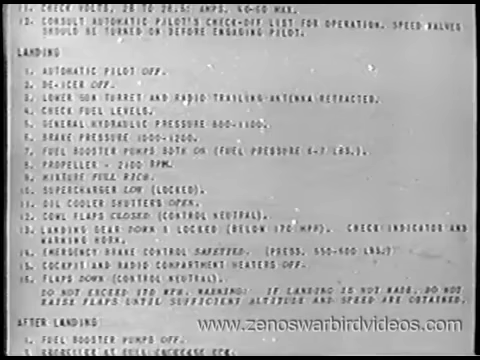 11. CHECK VOLTS, 28 TO 28.5: AMPS, 40-60 MAX.
12. CONSULT AUTOMATIC PILOT'S CHECK-OFF LIST FOR OPERATION. SPEED VALVES
SHOULD BE TURNED ON BEFORE ENGAGING PILOT.
LANDING
1. AUTOMATIC PILOT OFF.
2. DE-ICER OFF.
3. LOWER GUN TURRET AND RADIO TRAILING ANTENNA RETRACTED.
4. CHECK FUEL LEVELS.
5. GENERAL HYDRAULIC PRESSURE 800-1100.
6. BRAKE PRESSURE 1000-1200.
7. FUEL BOOSTER PUMPS BOTH ON (FUEL PRESSURE 6-7 LBS.).
8. PROPELLER - 2100 RPM.
9. MIXTURE FULL RICH.
10. SUPERCHARGER LOW (LOCKED).
11. OIL COOLER SHUTTERS OPEN.
12. COWL FLAPS CLOSED (CONTROL NEUTRAL).
13. LANDING GEAR DOWN & LOCKED (BELOW 170 MPH). CHECK INDICATOR AND
WARNING HORN.
14. EMERGENCY BRAKE CONTROL SAFETIED. (PRESS. 550-600 LBS.)
15. COCKPIT AND RADIO COMPARTMENT HEATERS OFF.
16. FLAPS DOWN (CONTROL NEUTRAL).
DO NOT EXCEED 170 MPH. WARNING: IF LANDING IS NOT MADE, DO NOT
RAISE FLAPS UNTIL SUFFICIENT ALTITUDE AND SPEED ARE OBTAINED.
AFTER LANDING
www.zenoswarbirdvideos.com
1. FUEL BOOSTER PUMPS OFF.
2. PROPELLER AT FULL INCREASE RPM.